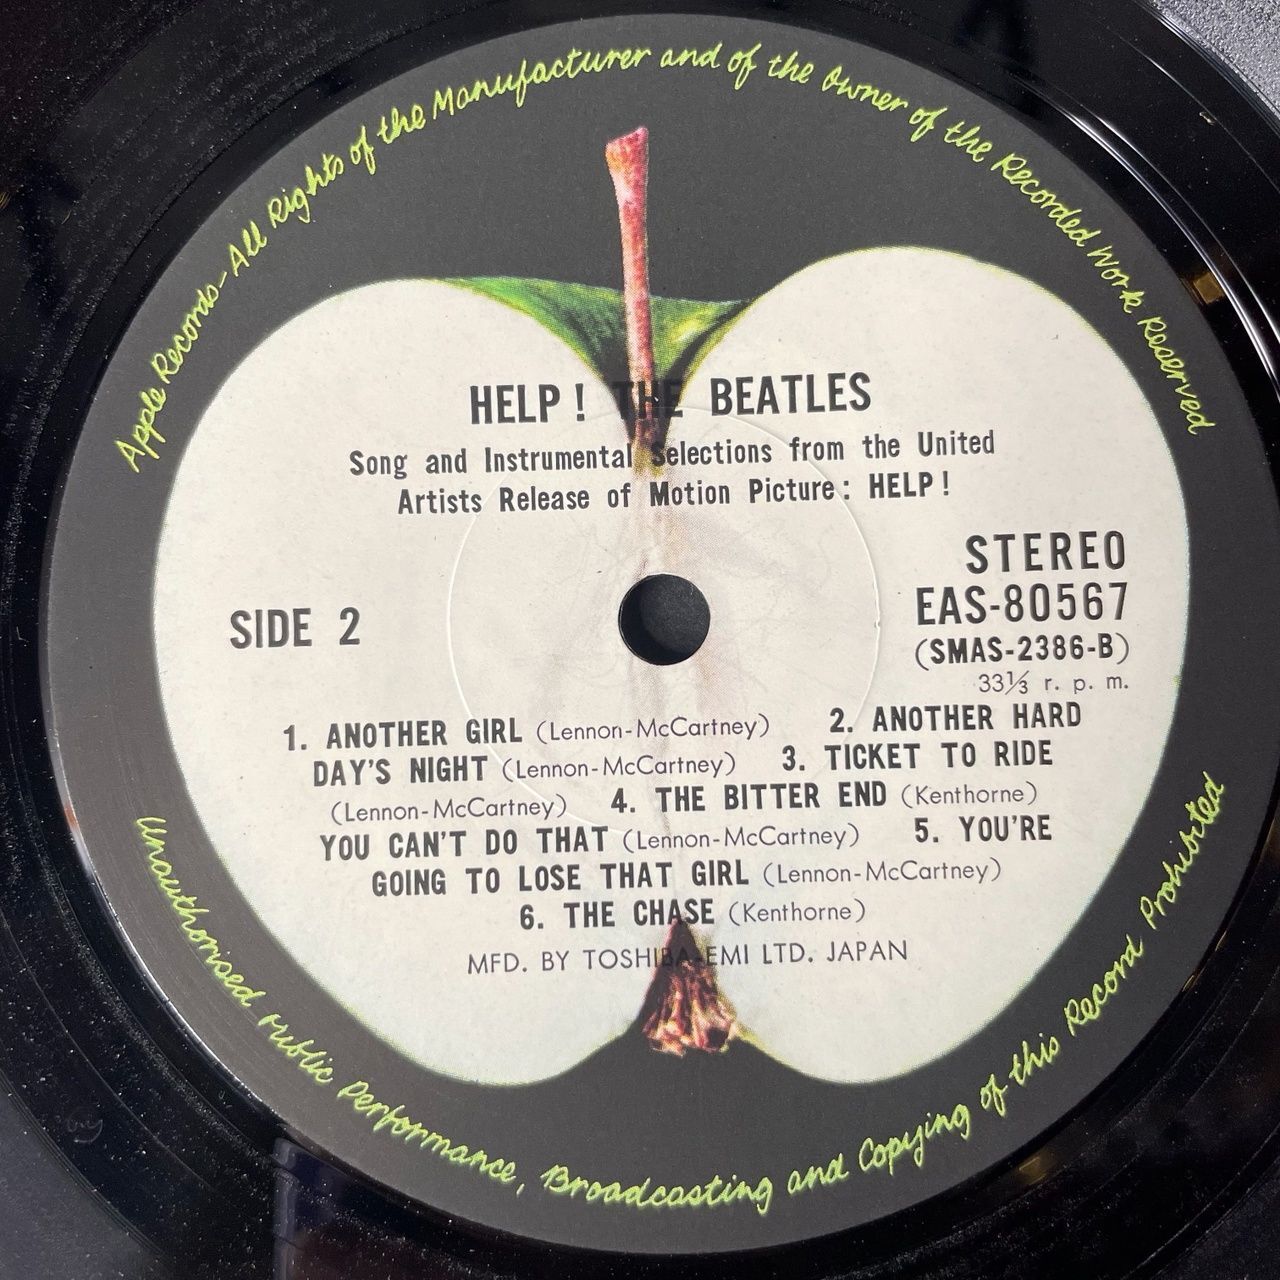 Apple Records-All Rights of the Manufacturer and of the Owner of the Recorded Work Reserved
HELP! THE BEATLES
Song and Instrumental Selections from the United
Artists Release of Motion Picture: HELP!
STEREO
EAS-80567
(SMAS-2386-B)
33⅓ r. p. m.
SIDE 2
1. ANOTHER GIRL (Lennon-McCartney) 2. ANOTHER HARD
DAY'S NIGHT (Lennon-McCartney) 3. TICKET TO RIDE
(Lennon-McCartney) 4. THE BITTER END (Kenthorne)
YOU CAN'T DO THAT (Lennon-McCartney) 5. YOU'RE
GOING TO LOSE THAT GIRL (Lennon-McCartney)
6. THE CHASE (Kenthorne)
MFD. BY TOSHIBA-EMI LTD. JAPAN
Unauthorised Public Performance, Broadcasting and Copying of this Record Prohibited